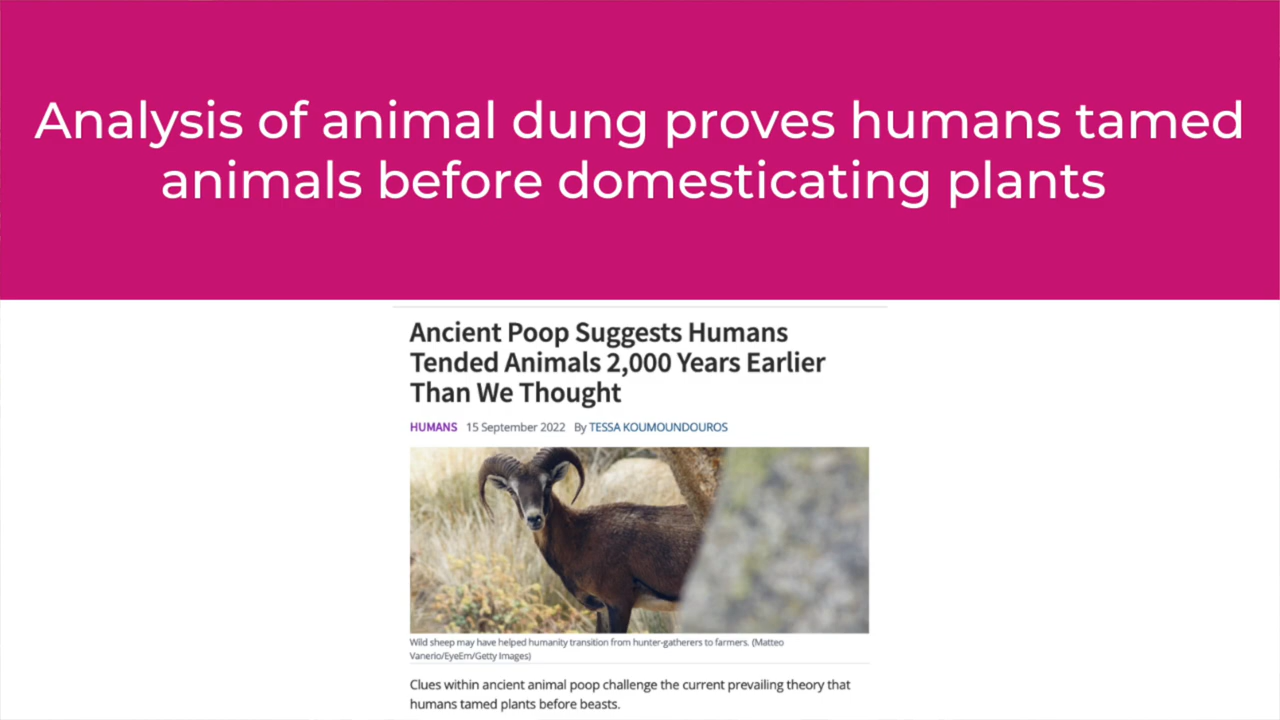 Analysis of animal dung proves humans tamed
animals before domesticating plants
Ancient Poop Suggests Humans
Tended Animals 2,000 Years Earlier
Than We Thought
HUMANS 15 September 2022 By TESSA KOUMOUNDOUROS
Wild sheep may have helped humanity transition from hunter-gatherers to farmers. (Matteo
Vanerio/EyeEm/Getty Images)
Clues within ancient animal poop challenge the current prevailing theory that
humans tamed plants before beasts.